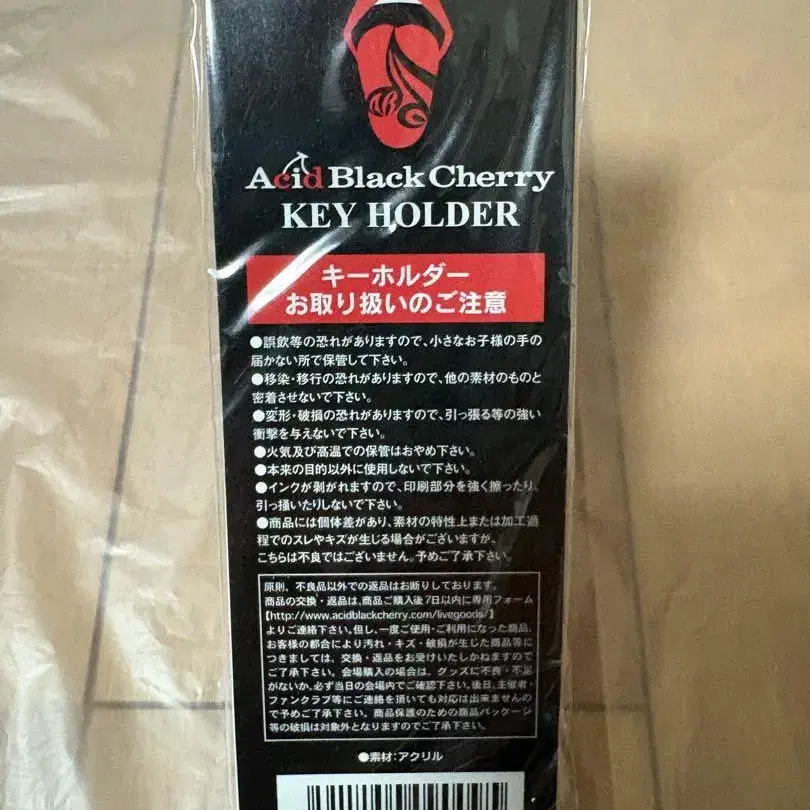 ABC
Acid Black Cherry
KEY HOLDER
キーホルダー
お取り扱いのご注意
●誤飲等の恐れがありますので、小さなお子様の手の
届かない所で保管して下さい。
●移染・移行の恐れがありますので、他の素材のものと
密着させないで下さい。
●変形・破損の恐れがありますので、引っ張る等の強い
衝撃を与えないで下さい。
●火気及び高温での保管はおやめ下さい。
●本来の目的以外に使用しないで下さい。
●インクが剥がれますので、印刷部分を強く擦ったり、
引っ掻いたりしないで下さい。
●商品には個体差があり、素材の特性上または加工過
程でのスレやキズが生じる場合がございますが、
こちらは不良ではございません。予めご了承下さい。
原則、不良品以外での返品はお断りしております。
商品の交換・返品は、商品ご購入後7日以内に専用フォーム
【http://www.acidblackcherry.com/livegoods/】
よりご連絡下さい。但し、一度ご使用・ご利用になった商品、
お客様の都合により汚れ・キズ・破損が生じた商品等に
つきましては、交換・返品をお受けいたしかねますので
ご了承下さい。会場購入の場合は、グッズに不良・不足
がないか、必ず当日の会場内でご確認下さい。後日、主催者・
ファンクラブ等にご連絡を頂いても対応は出来ませんの
で予めご了承下さい。商品保護のための商品パッケージ
等の破損は対象外となりますのでご了承下さい。
●素材:アクリル